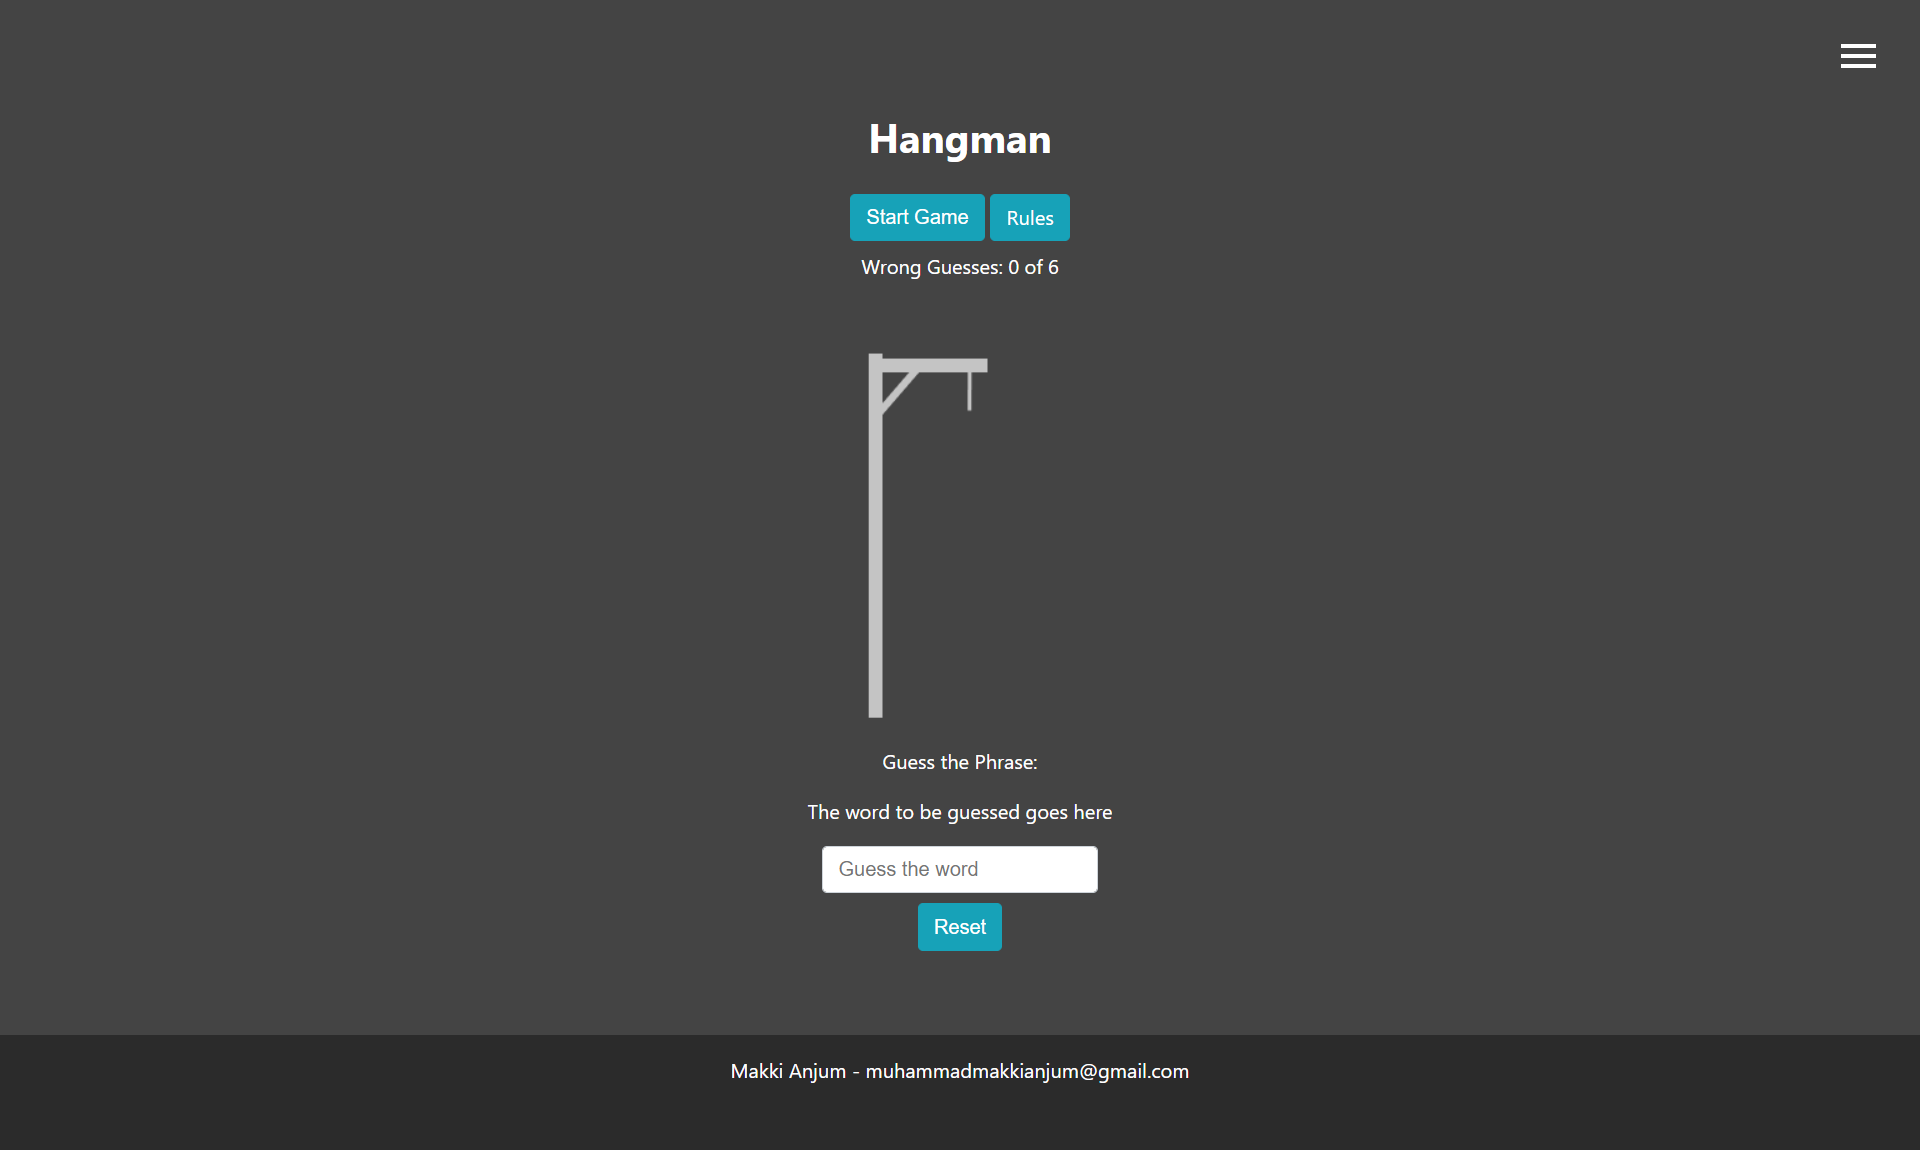 Hangman
Start Game Rules
Wrong Guesses: 0 of 6
Guess the Phrase:
The word to be guessed goes here
Guess the word
Reset
Makki Anjum - muhammadmakkianjum@gmail.com